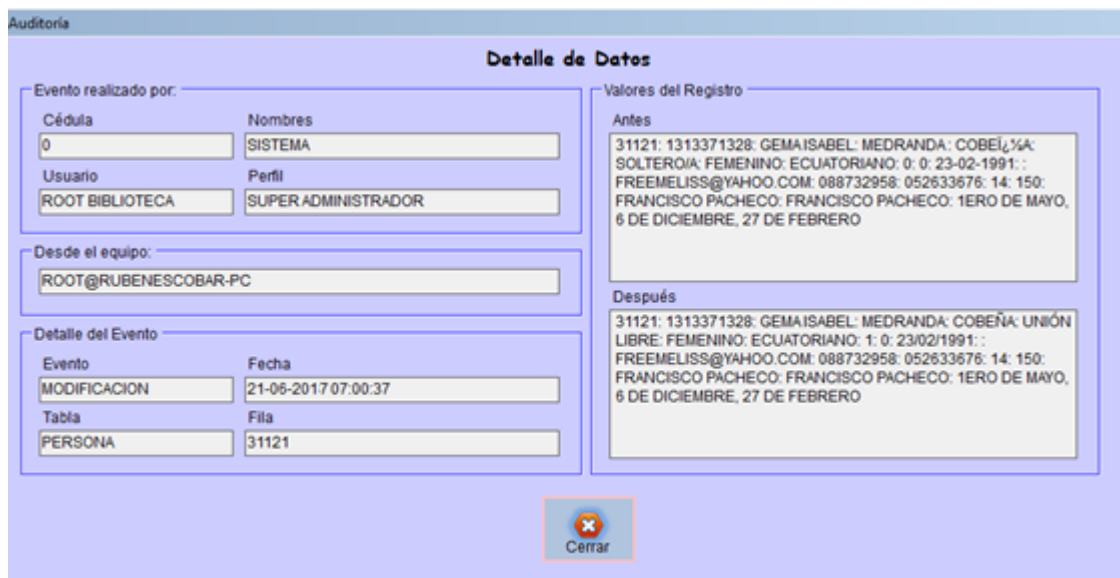 Auditoría
Detalle de Datos
Evento realizado por:
Cédula
Nombres
0
SISTEMA
Usuario
Perfil
ROOT BIBLIOTECA
SUPER ADMINISTRADOR
Desde el equipo:
ROOT@RUBENESCOBAR-PC
Detalle del Evento
Evento
Fecha
MODIFICACION
21-06-2017 07:00:37
Tabla
Fila
PERSONA
31121
Valores del Registro
Antes
31121: 1313371328: GEMA ISABEL: MEDRANDA: COBEÏ¿½A:
SOLTERO/A: FEMENINO: ECUATORIANO: 0: 0: 23-02-1991: :
FREEMELISS@YAHOO.COM: 088732958: 052633676: 14: 150:
FRANCISCO PACHECO: FRANCISCO PACHECO: 1ERO DE MAYO,
6 DE DICIEMBRE, 27 DE FEBRERO
Después
31121: 1313371328: GEMA ISABEL: MEDRANDA: COBEÑA: UNIÓN
LIBRE: FEMENINO: ECUATORIANO: 1: 0: 23/02/1991: :
FREEMELISS@YAHOO.COM: 088732958: 052633676: 14: 150:
FRANCISCO PACHECO: FRANCISCO PACHECO: 1ERO DE MAYO,
6 DE DICIEMBRE, 27 DE FEBRERO
Cerrar